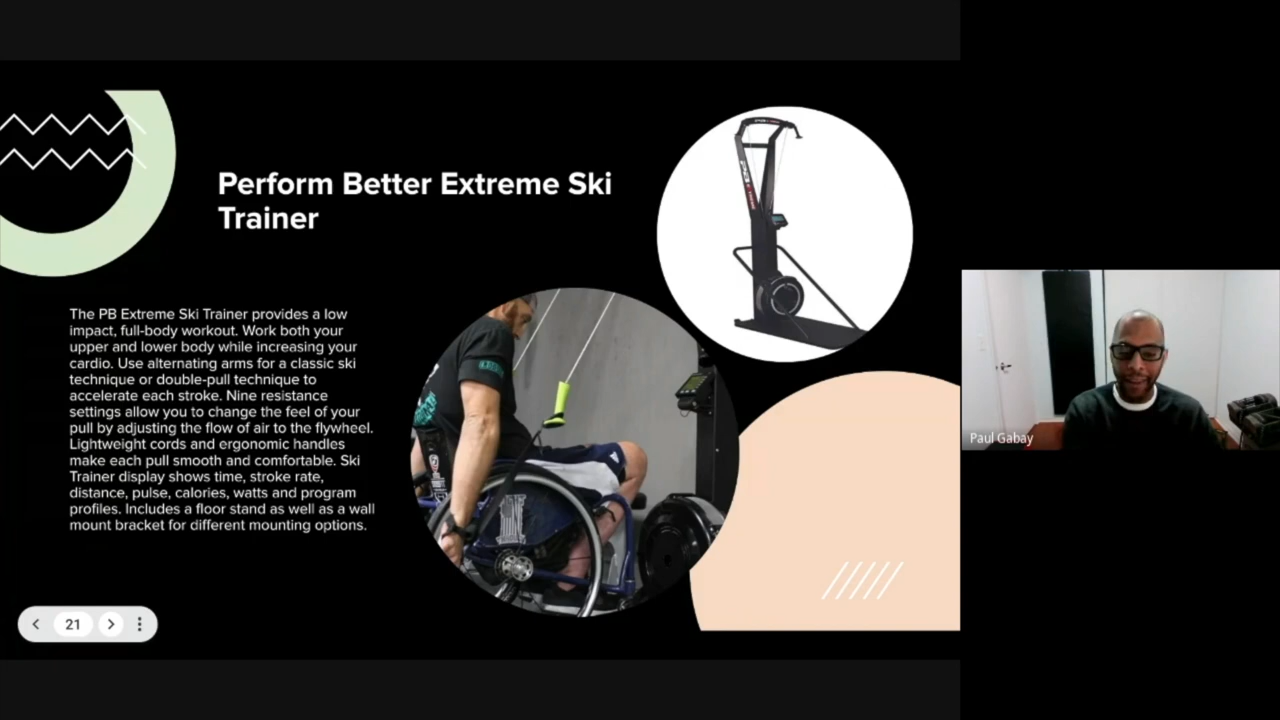 Perform Better Extreme Ski
Trainer
The PB Extreme Ski Trainer provides a low
impact, full-body workout. Work both your
upper and lower body while increasing your
cardio. Use alternating arms for a classic ski
technique or double-pull technique to
accelerate each stroke. Nine resistance
settings allow you to change the feel of your
pull by adjusting the flow of air to the flywheel.
Lightweight cords and ergonomic handles
make each pull smooth and comfortable. Ski
Trainer display shows time, stroke rate,
distance, pulse, calories, watts and program
profiles. Includes a floor stand as well as a wall
mount bracket for different mounting options.
21
Paul Gabay